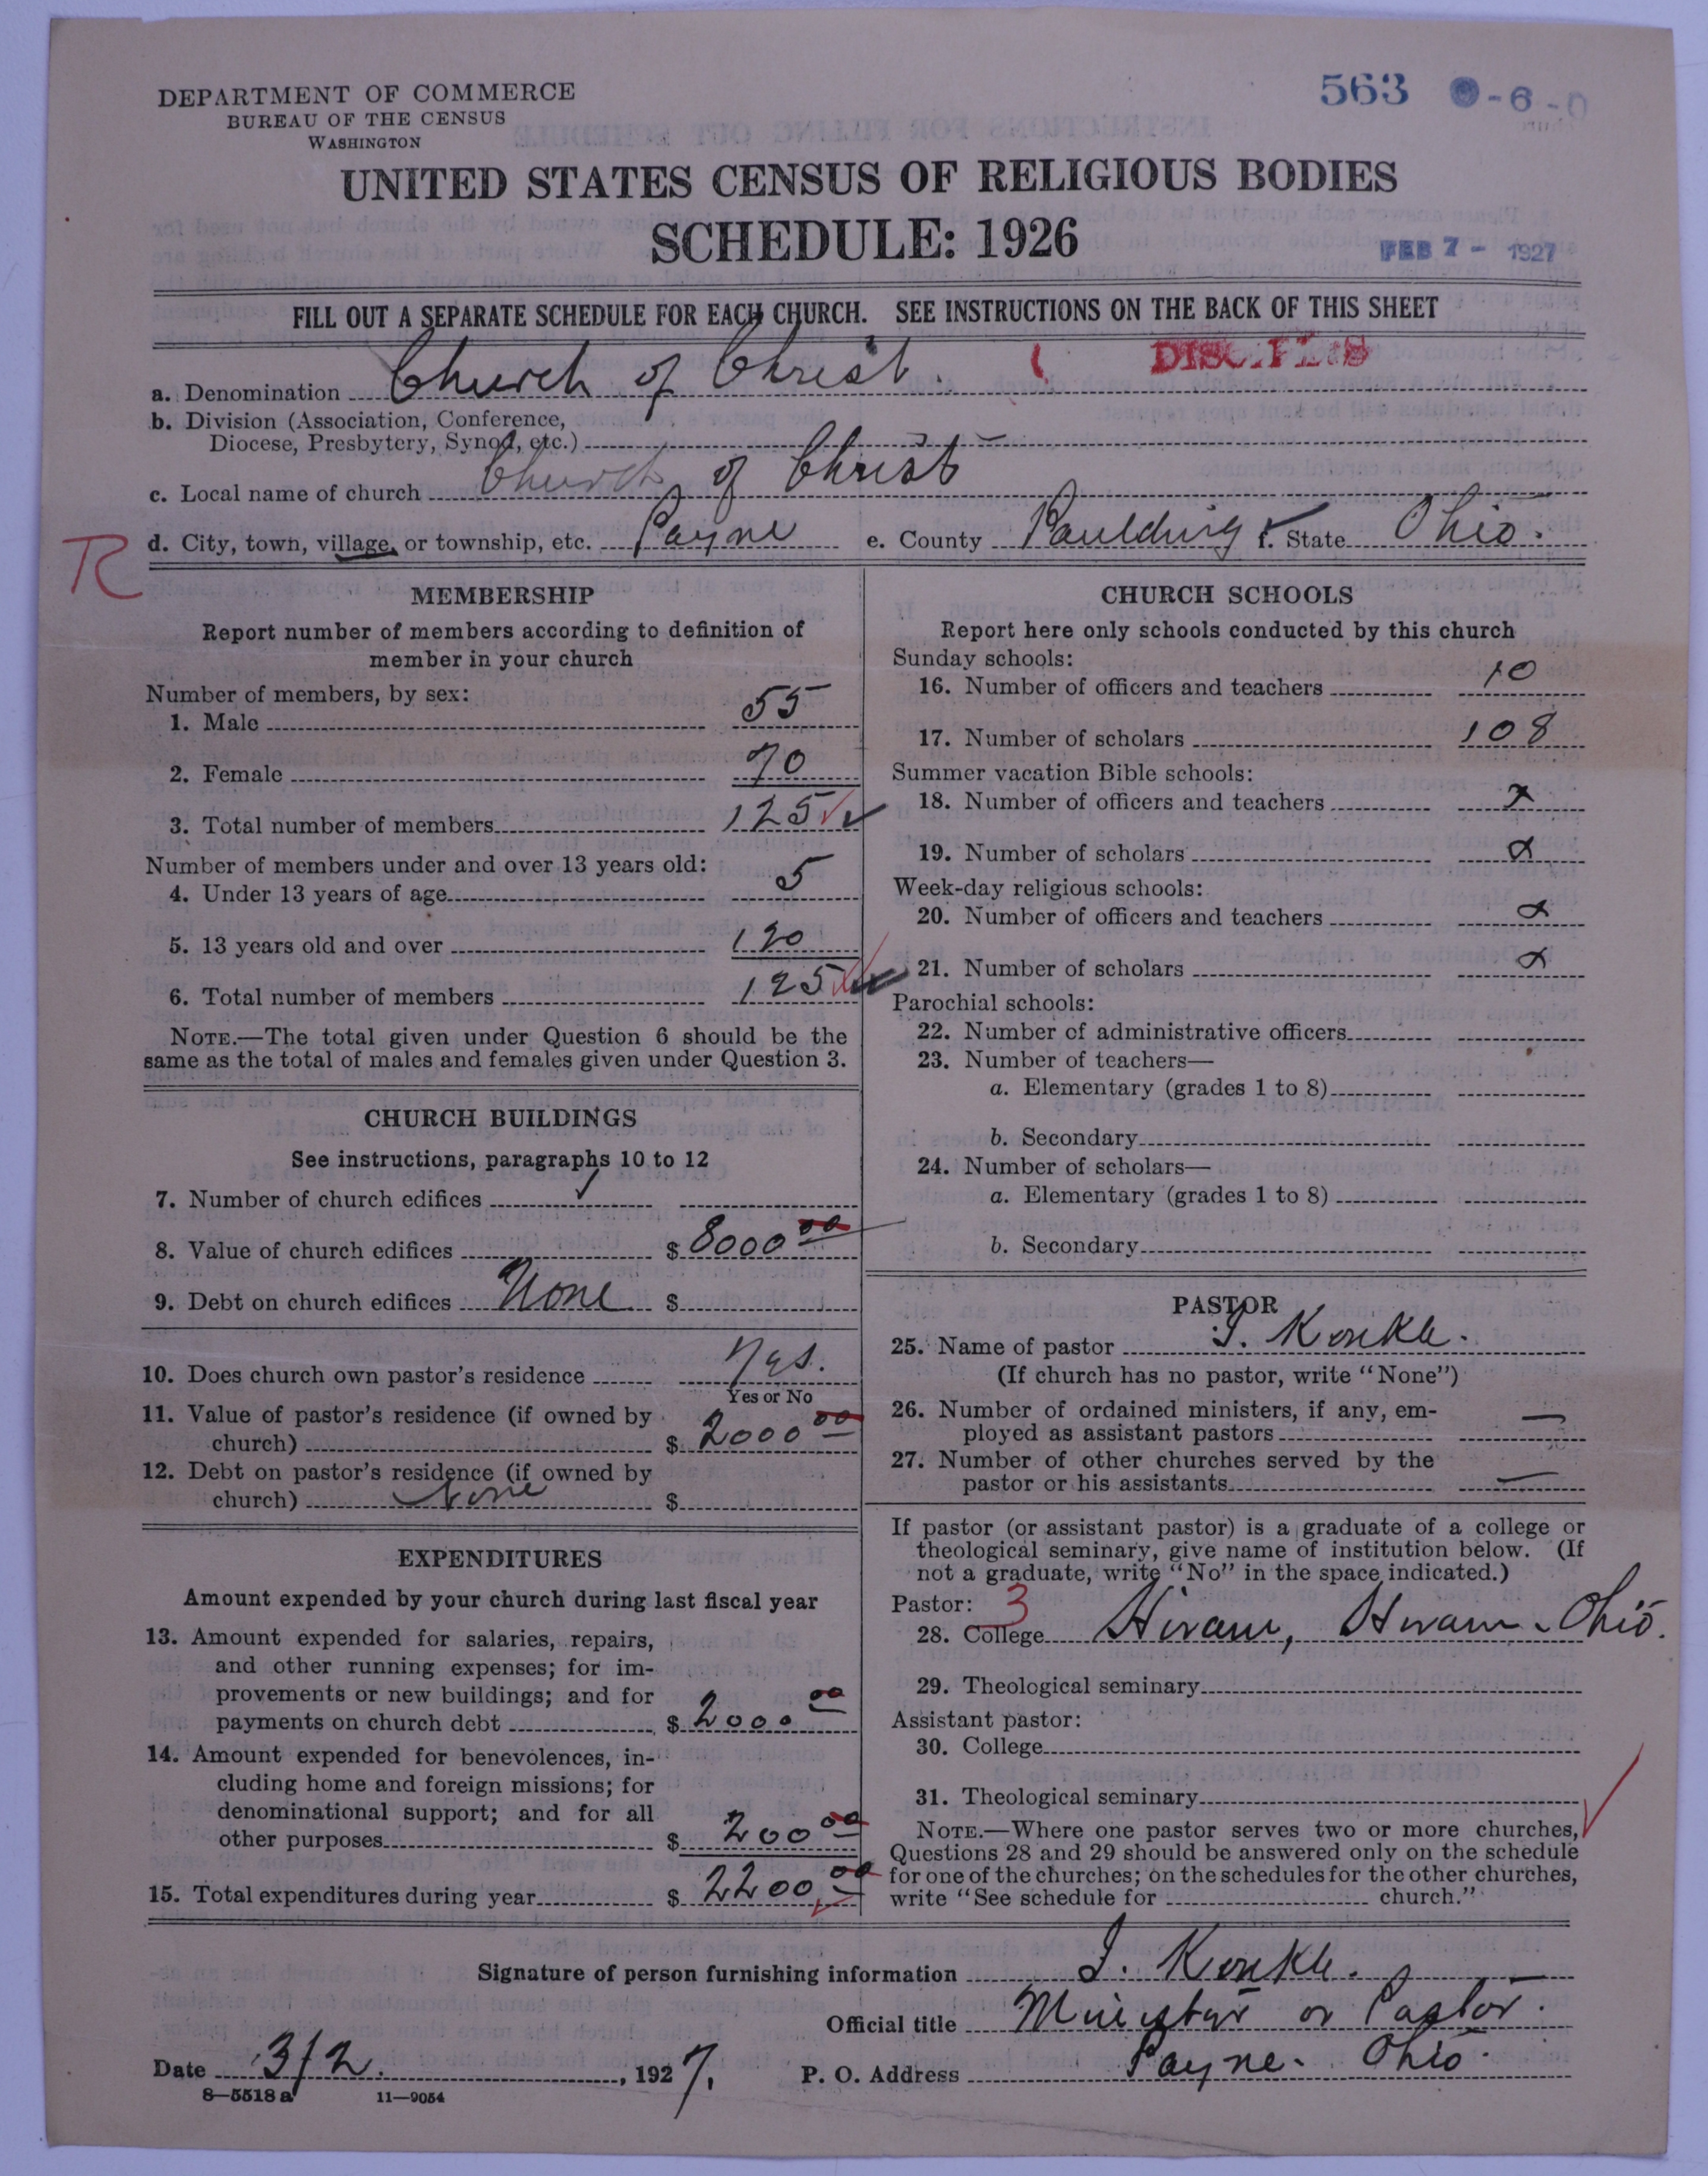 DEPARTMENT OF COMMERCE
BUREAU OF THE CENSUS
WASHINGTON
563 -6-0
UNITED STATES CENSUS OF RELIGIOUS BODIES
SCHEDULE: 1926
FEB 7 - 1927
FILL OUT A SEPARATE SCHEDULE FOR EACH CHURCH. SEE INSTRUCTIONS ON THE BACK OF THIS SHEET
a. Denomination Church of Christ. ( DISCIPLS
b. Division (Association, Conference,
Diocese, Presbytery, Synod, etc.)
c. Local name of church Church of Christ
R
d. City, town, village, or township, etc. Payne e. County Paulding f. State Ohio.
MEMBERSHIP
Report number of members according to definition of
member in your church
Number of members, by sex:
1. Male 55
2. Female 70
3. Total number of members 125
Number of members under and over 13 years old:
4. Under 13 years of age 5
5. 13 years old and over 120
6. Total number of members 125
NOTE.—The total given under Question 6 should be the
same as the total of males and females given under Question 3.
CHURCH BUILDINGS
See instructions, paragraphs 10 to 12
7. Number of church edifices 1
8. Value of church edifices $ 8000 00
9. Debt on church edifices None $
10. Does church own pastor's residence Yes.
Yes or No
11. Value of pastor's residence (if owned by
church) $ 2000 00
12. Debt on pastor's residence (if owned by
church) None $
EXPENDITURES
Amount expended by your church during last fiscal year
13. Amount expended for salaries, repairs,
and other running expenses; for im-
provements or new buildings; and for
payments on church debt $ 2000 00
14. Amount expended for benevolences, in-
cluding home and foreign missions; for
denominational support; and for all
other purposes $ 200 00
15. Total expenditures during year $ 2200 00
CHURCH SCHOOLS
Report here only schools conducted by this church
Sunday schools:
16. Number of officers and teachers 10
17. Number of scholars 108
Summer vacation Bible schools:
18. Number of officers and teachers x
19. Number of scholars x
Week-day religious schools:
20. Number of officers and teachers x
21. Number of scholars x
Parochial schools:
22. Number of administrative officers
23. Number of teachers—
a. Elementary (grades 1 to 8)
b. Secondary
24. Number of scholars—
a. Elementary (grades 1 to 8)
b. Secondary
PASTOR
25. Name of pastor I. Konkle.
(If church has no pastor, write "None")
26. Number of ordained ministers, if any, em-
ployed as assistant pastors —
27. Number of other churches served by the
pastor or his assistants —
If pastor (or assistant pastor) is a graduate of a college or
theological seminary, give name of institution below. (If
not a graduate, write "No" in the space indicated.)
Pastor: 3
28. College Hiram, Hiram - Ohio.
29. Theological seminary
Assistant pastor:
30. College
31. Theological seminary
NOTE.—Where one pastor serves two or more churches,
Questions 28 and 29 should be answered only on the schedule
for one of the churches; on the schedules for the other churches,
write "See schedule for church."
Signature of person furnishing information I. Konkle.
Official title Minister or Pastor.
Date 3/2. , 1927. P. O. Address Payne - Ohio.
8—5518 a 11—9054